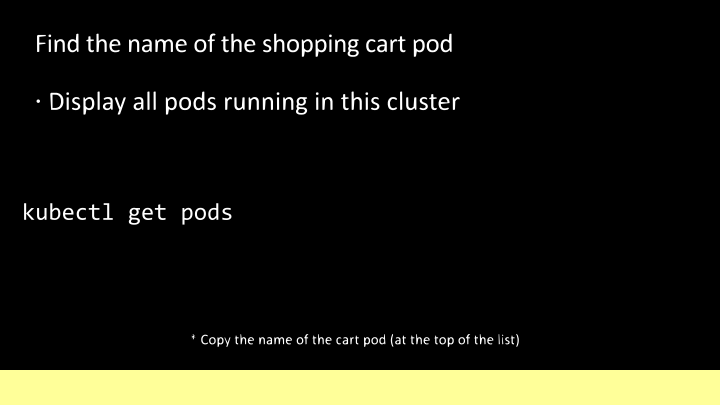 Find the name of the shopping cart pod
· Display all pods running in this cluster
kubectl get pods
* Copy the name of the cart pod (at the top of the list)